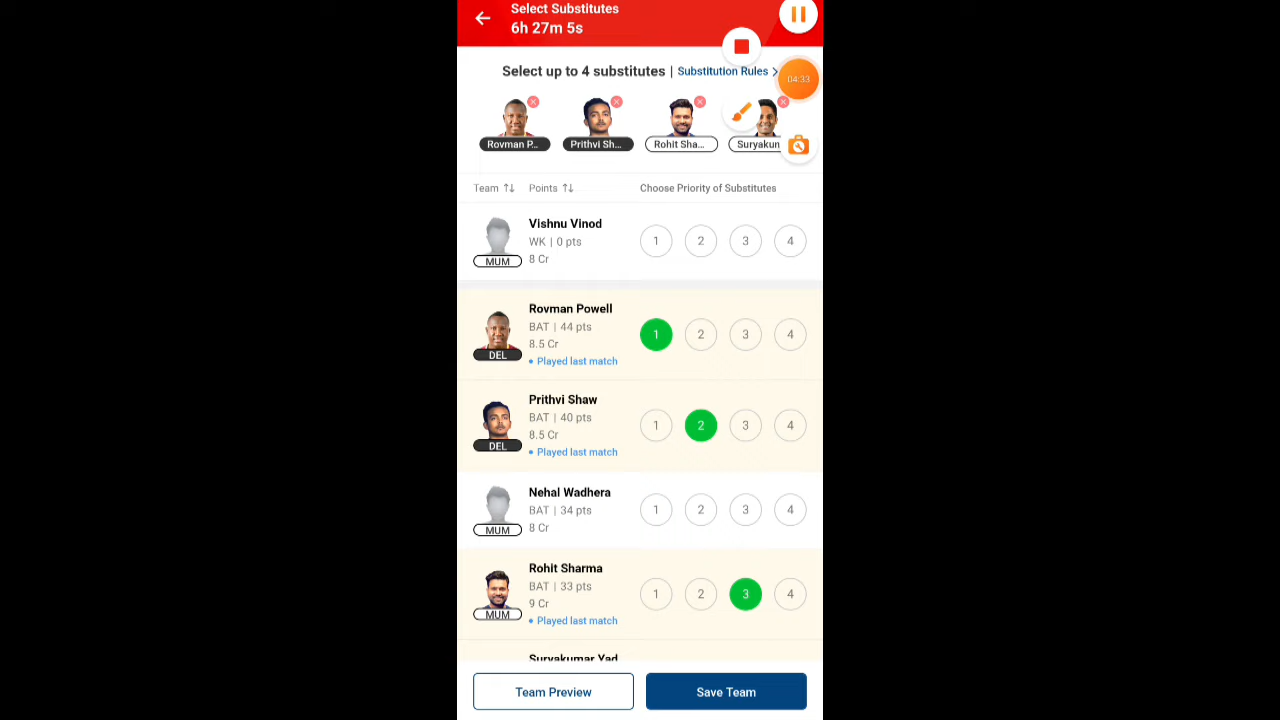 Select Substitutes
6h 27m 5s
Select up to 4 substitutes | Substitution Rules
04:33
Rovman P...
Prithvi Sh...
Rohit Sha...
Suryakun
Team
Points
Choose Priority of Substitutes
Vishnu Vinod
WK | 0 pts
8 Cr
MUM
1 2 3 4
Rovman Powell
BAT | 44 pts
8.5 Cr
DEL
Played last match
1 2 3 4
Prithvi Shaw
BAT | 40 pts
8.5 Cr
DEL
Played last match
1 2 3 4
Nehal Wadhera
BAT | 34 pts
8 Cr
MUM
1 2 3 4
Rohit Sharma
BAT | 33 pts
9 Cr
MUM
Played last match
1 2 3 4
Suryakumar Yad
Team Preview
Save Team